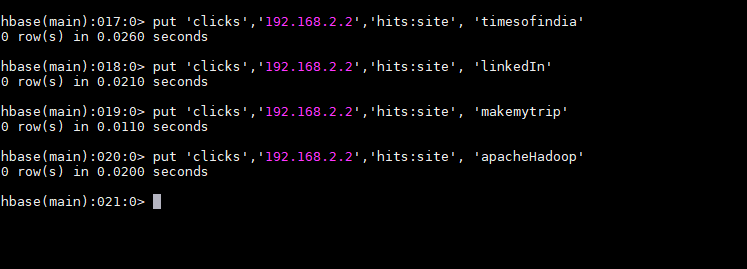 hbase(main):017:0> put 'clicks','192.168.2.2','hits:site', 'timesofindia'
0 row(s) in 0.0260 seconds
hbase(main):018:0> put 'clicks','192.168.2.2','hits:site', 'linkedIn'
0 row(s) in 0.0210 seconds
hbase(main):019:0> put 'clicks','192.168.2.2','hits:site', 'makemytrip'
0 row(s) in 0.0110 seconds
hbase(main):020:0> put 'clicks','192.168.2.2','hits:site', 'apacheHadoop'
0 row(s) in 0.0200 seconds
hbase(main):021:0>